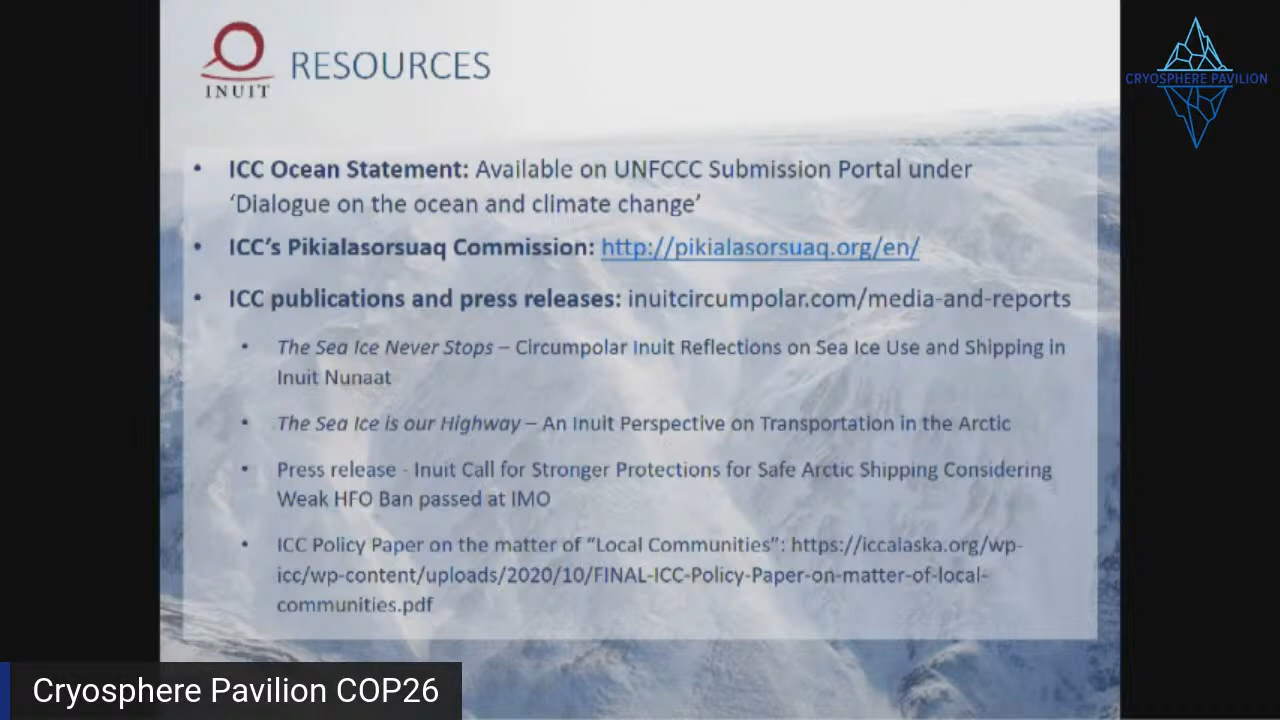 INUIT
RESOURCES
CRYOSPHERE PAVILION
• ICC Ocean Statement: Available on UNFCCC Submission Portal under
‘Dialogue on the ocean and climate change’
• ICC’s Pikialasorsuaq Commission: http://pikialasorsuaq.org/en/
• ICC publications and press releases: inuitcircumpolar.com/media-and-reports
• The Sea Ice Never Stops – Circumpolar Inuit Reflections on Sea Ice Use and Shipping in
Inuit Nunaat
• The Sea Ice is our Highway – An Inuit Perspective on Transportation in the Arctic
• Press release - Inuit Call for Stronger Protections for Safe Arctic Shipping Considering
Weak HFO Ban passed at IMO
• ICC Policy Paper on the matter of “Local Communities”: https://iccalaska.org/wp-
icc/wp-content/uploads/2020/10/FINAL-ICC-Policy-Paper-on-matter-of-local-
communities.pdf
Cryosphere Pavilion COP26